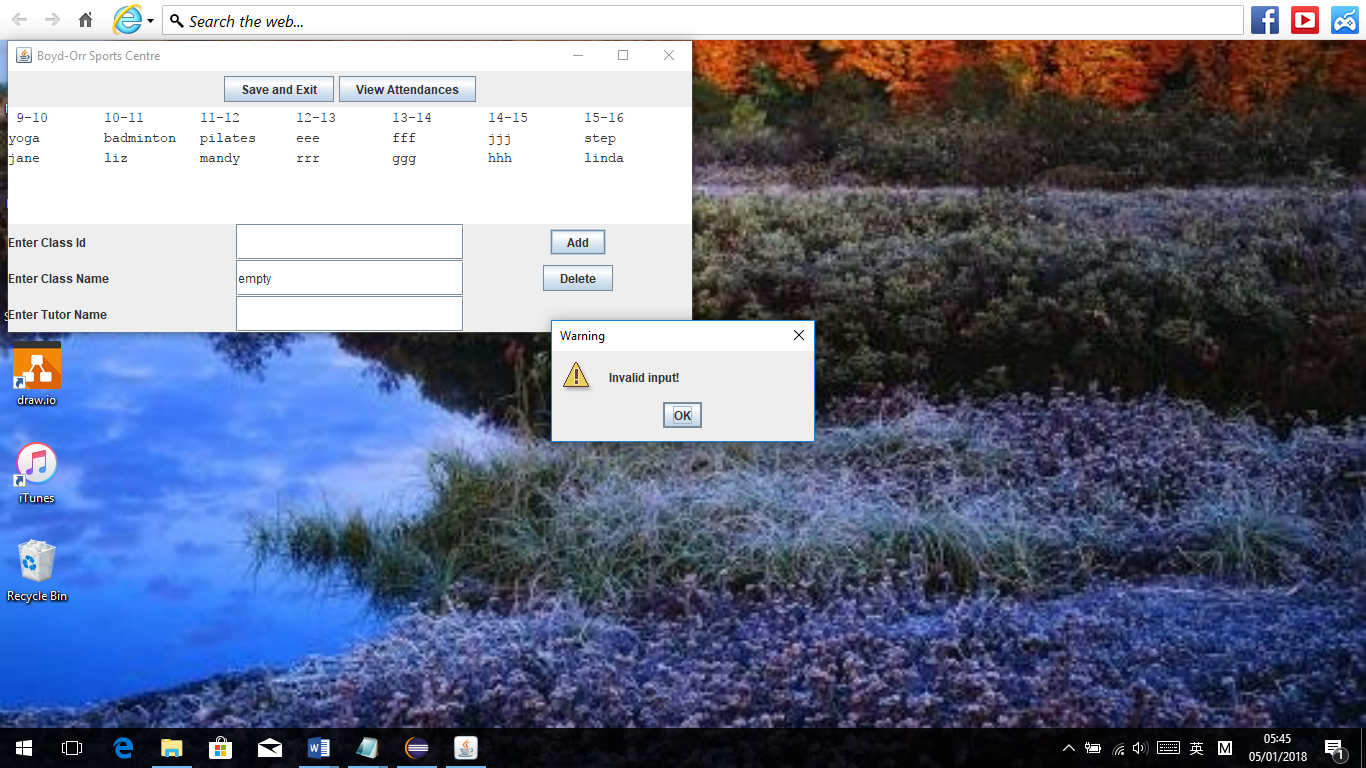 Search the web...
Boyd-Orr Sports Centre
Save and Exit View Attendances
9-10 10-11 11-12 12-13 13-14 14-15 15-16
yoga badminton pilates eee fff jjj step
jane liz mandy rrr ggg hhh linda
Enter Class Id Add
Enter Class Name empty Delete
Enter Tutor Name
Warning
Invalid input!
OK
draw.io
iTunes
Recycle Bin
英 M
05:45
05/01/2018
1